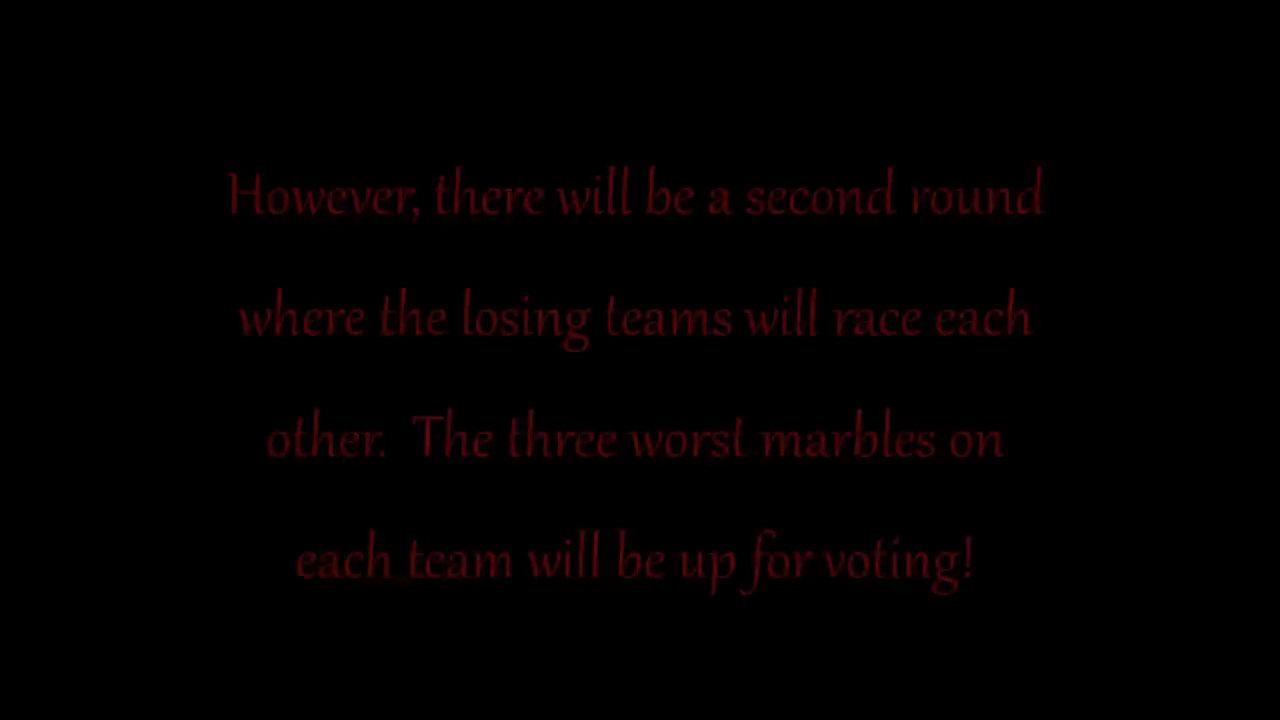 However, there will be a second round
where the losing teams will race each
other.  The three worst marbles on
each team will be up for voting!